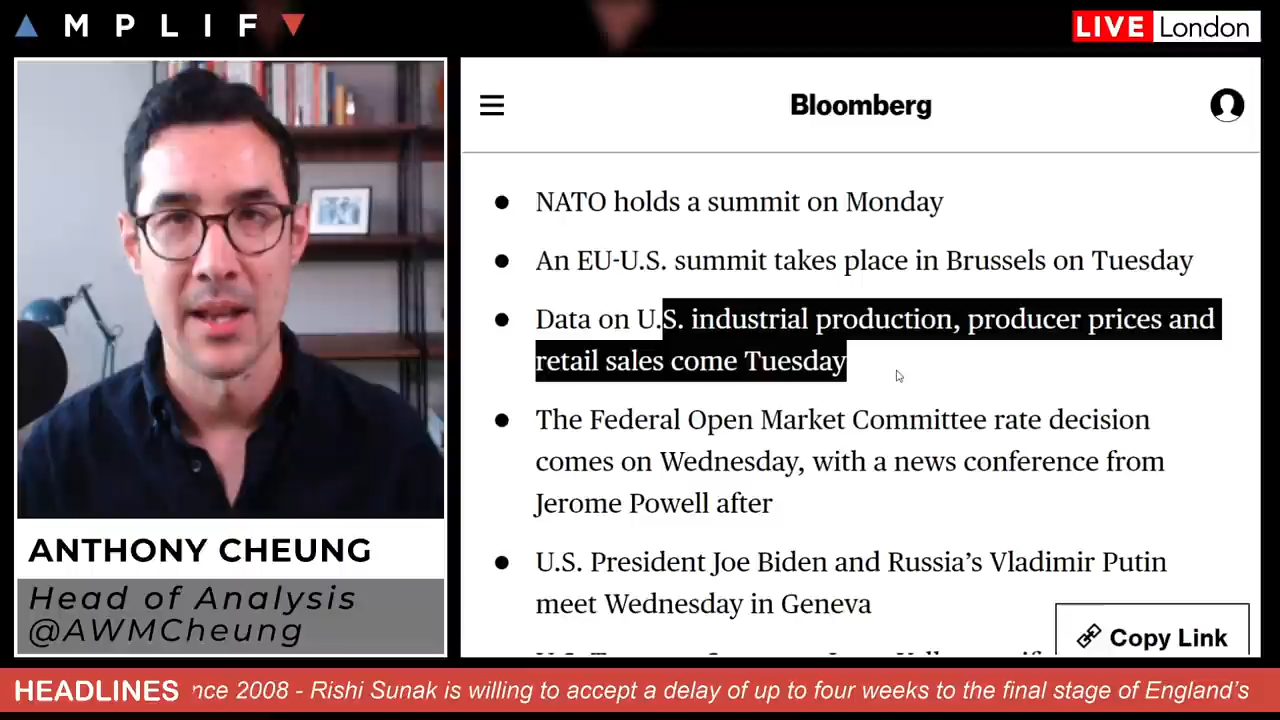 AMPLIFY
LIVE London
Bloomberg
NATO holds a summit on Monday
An EU-U.S. summit takes place in Brussels on Tuesday
Data on U.S. industrial production, producer prices and
retail sales come Tuesday
The Federal Open Market Committee rate decision
comes on Wednesday, with a news conference from
Jerome Powell after
U.S. President Joe Biden and Russia's Vladimir Putin
meet Wednesday in Geneva
Copy Link
ANTHONY CHEUNG
Head of Analysis
@AWMCheung
HEADLINES 2008 - Rishi Sunak is willing to accept a delay of up to four weeks to the final stage of England's